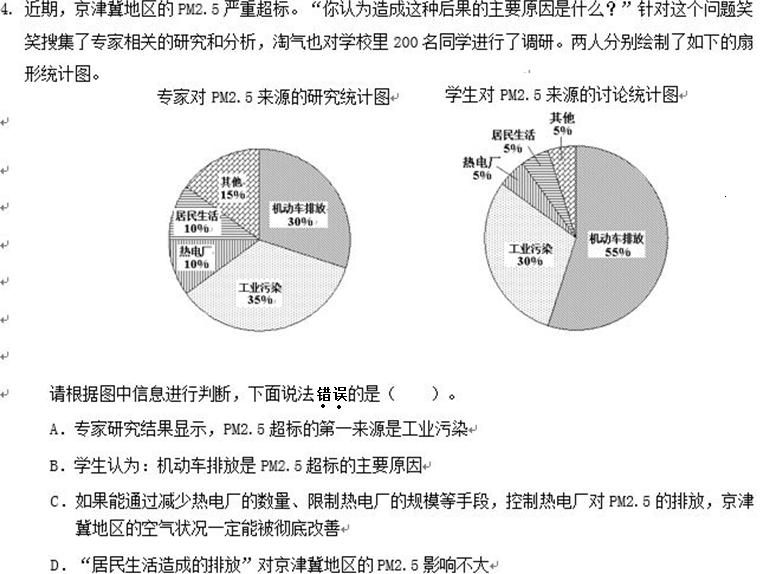 4. 近期，京津冀地区的PM2.5严重超标。“你认为造成这种后果的主要原因是什么？”针对这个问题笑
笑搜集了专家相关的研究和分析，淘气也对学校里200名同学进行了调研。两人分别绘制了如下的扇
形统计图。
专家对PM2.5来源的研究统计图
学生对PM2.5来源的讨论统计图
其他
15%
居民生活
10%
热电厂
10%
机动车排放
30%
工业污染
35%
其他
5%
居民生活
5%
热电厂
5%
工业污染
30%
机动车排放
55%
请根据图中信息进行判断，下面说法错误的是（　　）。
A．专家研究结果显示，PM2.5超标的第一来源是工业污染
B．学生认为：机动车排放是PM2.5超标的主要原因
C．如果能通过减少热电厂的数量、限制热电厂的规模等手段，控制热电厂对PM2.5的排放，京津
冀地区的空气状况一定能被彻底改善
D．“居民生活造成的排放”对京津冀地区的PM2.5影响不大